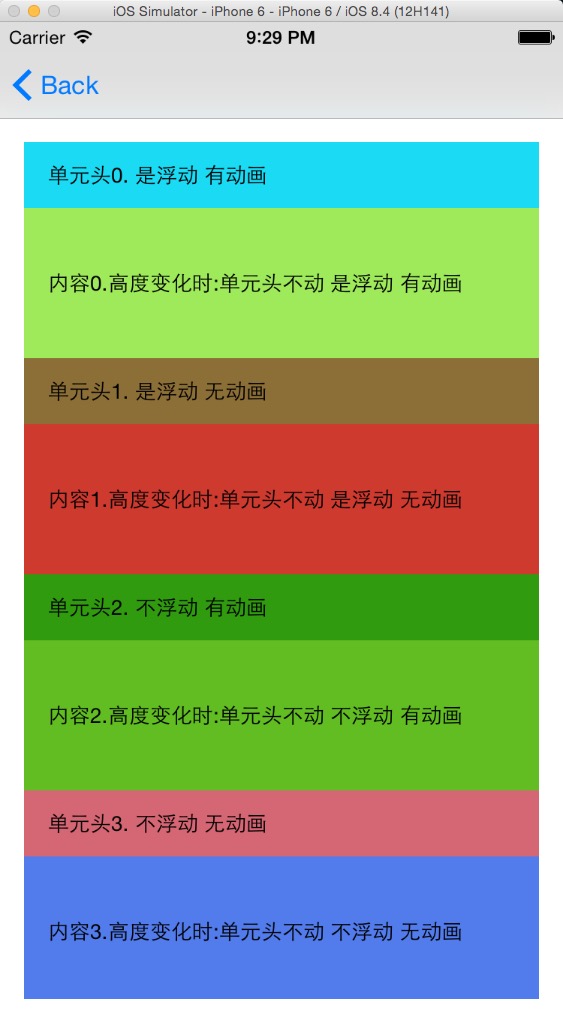 iOS Simulator - iPhone 6 - iPhone 6 / iOS 8.4 (12H141)
Carrier 9:29 PM
Back
单元头0. 是浮动 有动画
内容0.高度变化时:单元头不动 是浮动 有动画
单元头1. 是浮动 无动画
内容1.高度变化时:单元头不动 是浮动 无动画
单元头2. 不浮动 有动画
内容2.高度变化时:单元头不动 不浮动 有动画
单元头3. 不浮动 无动画
内容3.高度变化时:单元头不动 不浮动 无动画